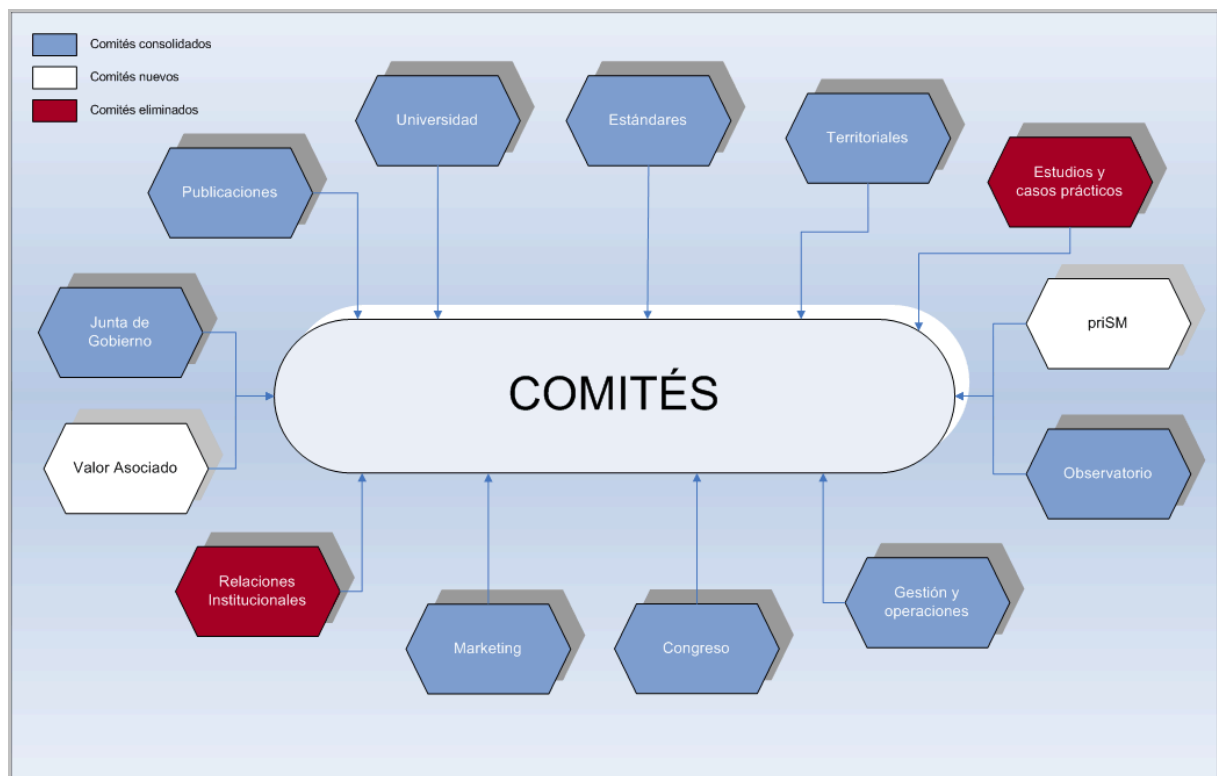 Comités consolidados
Comités nuevos
Comités eliminados
Universidad
Estándares
Territoriales
Publicaciones
Estudios y
casos prácticos
Junta de
Gobierno
priSM
COMITÉS
Valor Asociado
Observatorio
Relaciones
Institucionales
Gestión y
operaciones
Marketing
Congreso